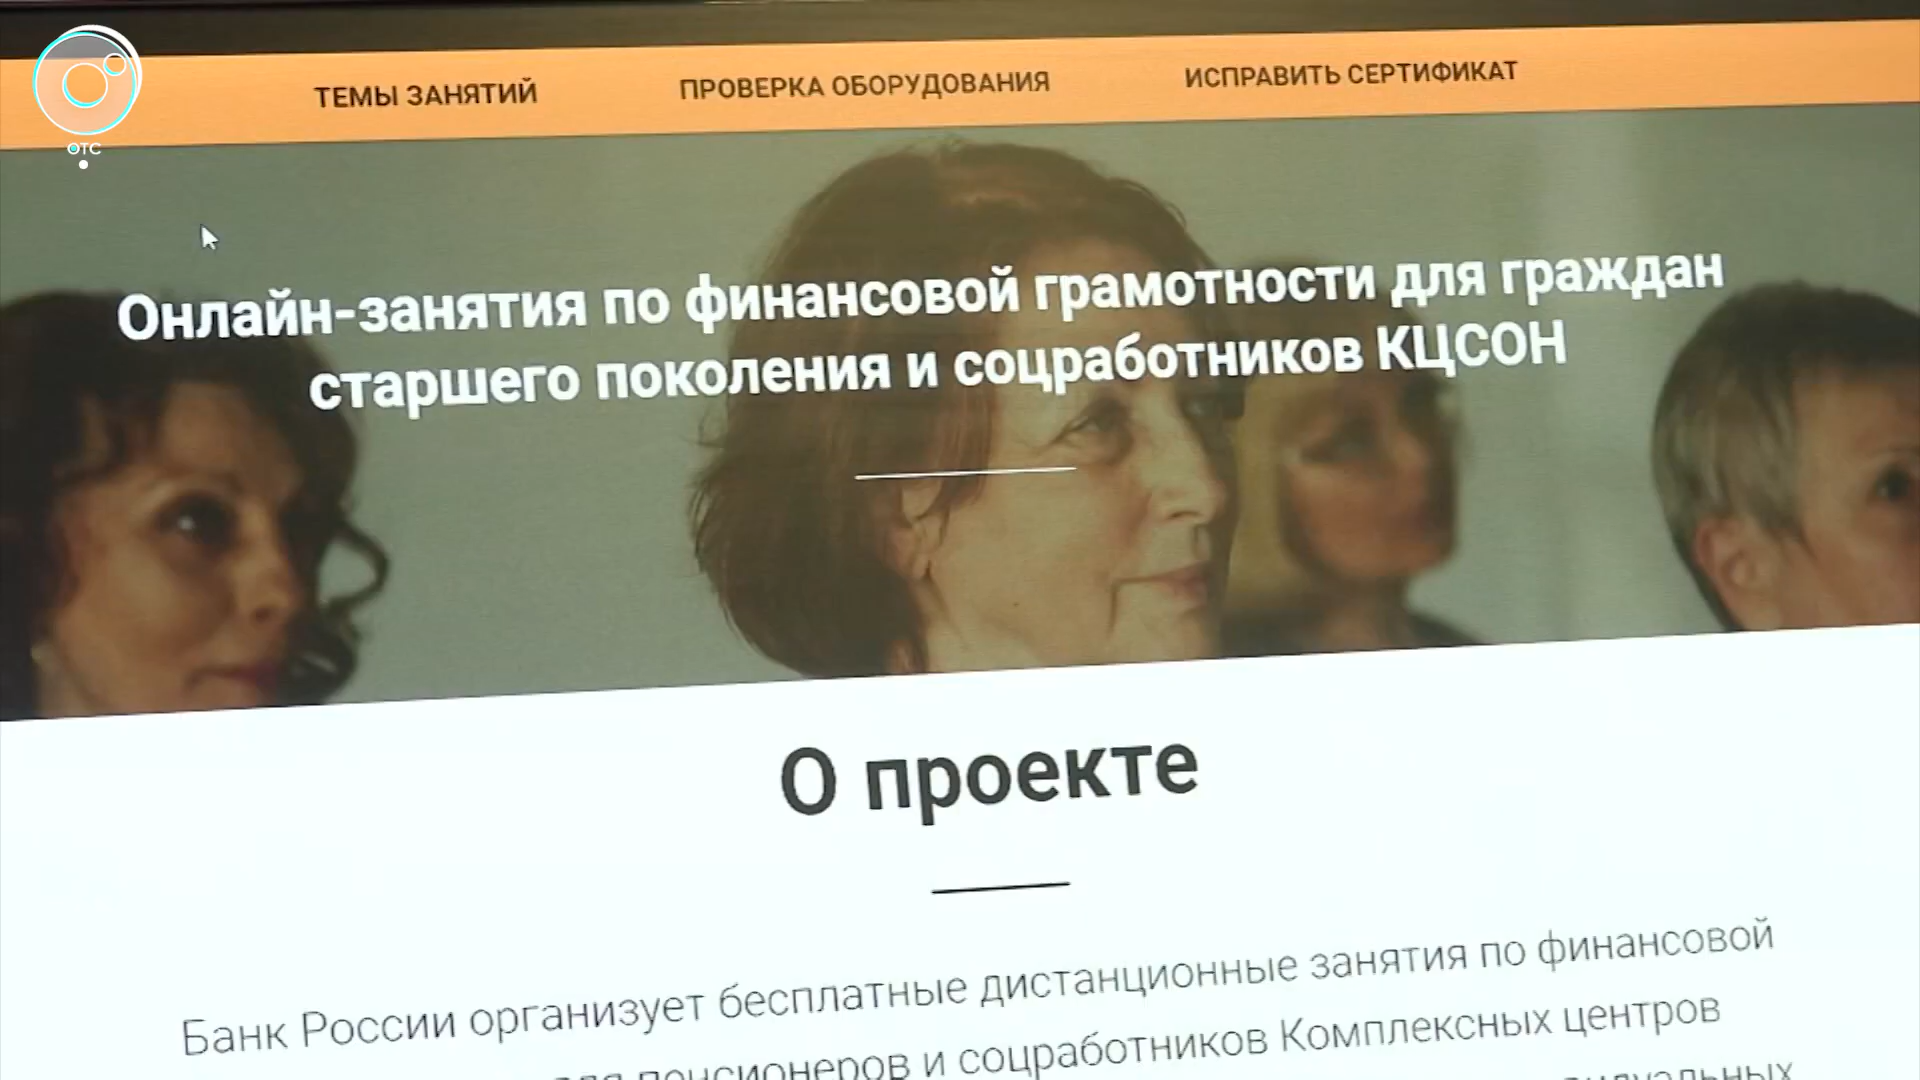 ОТС
ТЕМЫ ЗАНЯТИЙ ПРОВЕРКА ОБОРУДОВАНИЯ ИСПРАВИТЬ СЕРТИФИКАТ
Онлайн-занятия по финансовой грамотности для граждан
старшего поколения и соцработников КЦСОН
О проекте
Банк России организует бесплатные дистанционные занятия по финансовой
для пенсионеров и соцработников Комплексных центров